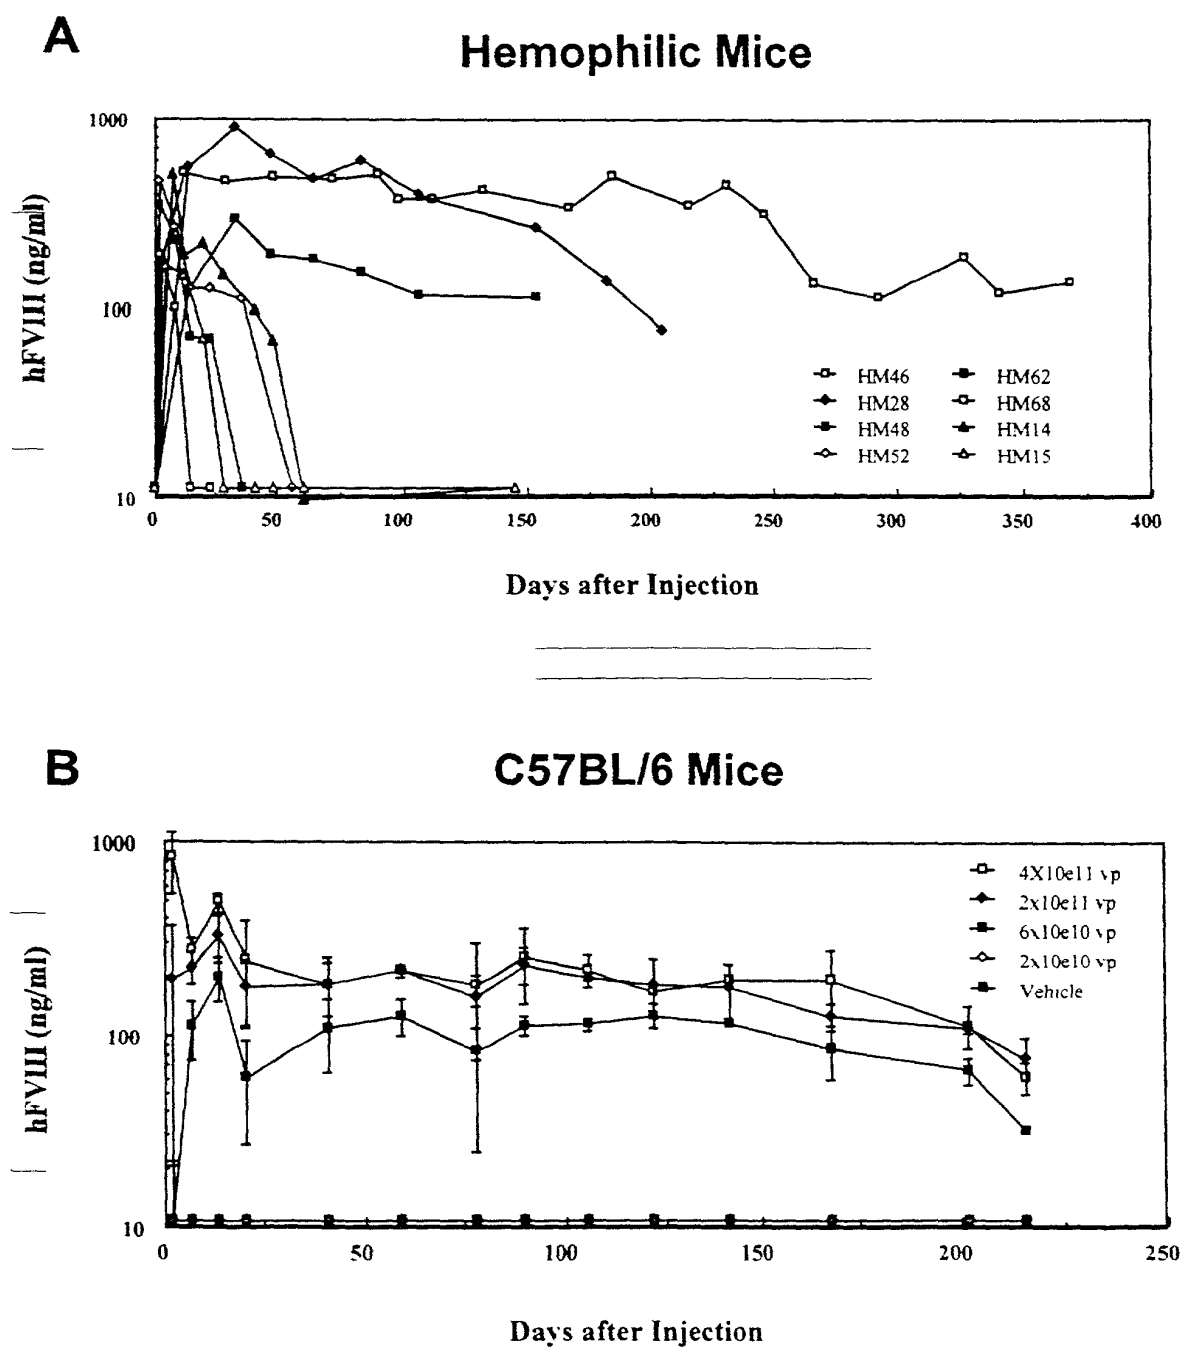 A
Hemophilic Mice
1000
100
10
hFVIII (ng/ml)
HM46 HM62
HM28 HM68
HM48 HM14
HM52 HM15
0 50 100 150 200 250 300 350 400
Days after Injection
B
C57BL/6 Mice
1000
100
10
hFVIII (ng/ml)
4X10e11 vp
2x10e11 vp
6x10e10 vp
2x10e10 vp
Vehicle
0 50 100 150 200 250
Days after Injection